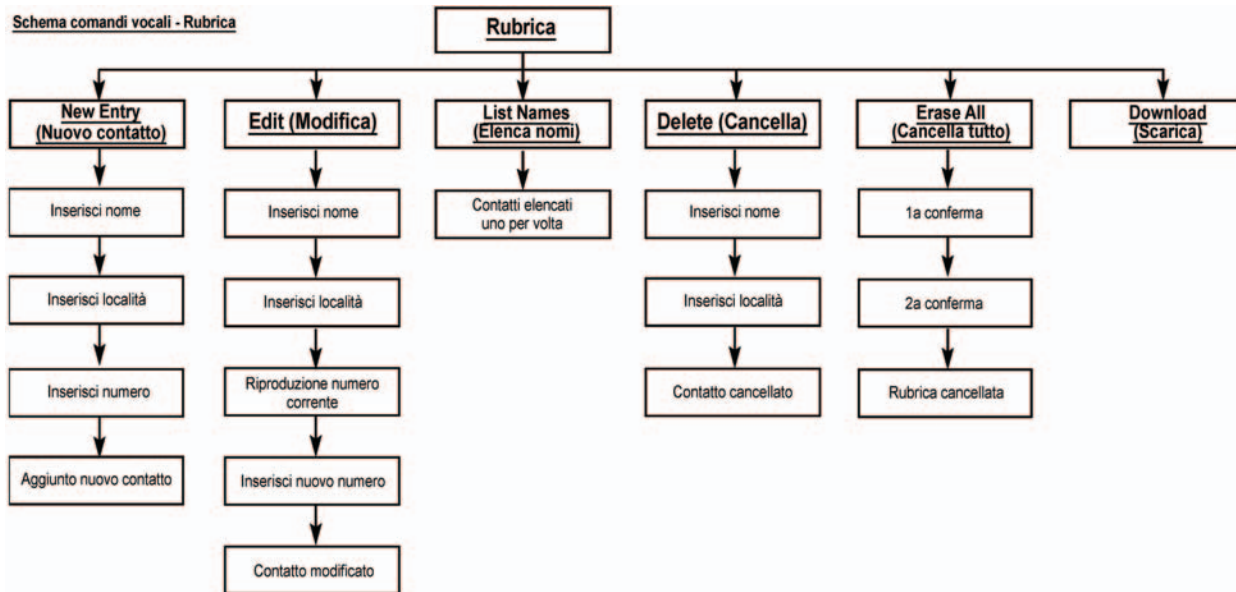 Schema comandi vocali - Rubrica
Rubrica
New Entry
(Nuovo contatto)
Edit (Modifica)
List Names
(Elenca nomi)
Delete (Cancella)
Erase All
(Cancella tutto)
Download
(Scarica)
Inserisci nome
Inserisci nome
Contatti elencati
uno per volta
Inserisci nome
1a conferma
Inserisci località
Inserisci località
Inserisci località
2a conferma
Inserisci numero
Riproduzione numero
corrente
Contatto cancellato
Rubrica cancellata
Aggiunto nuovo contatto
Inserisci nuovo numero
Contatto modificato